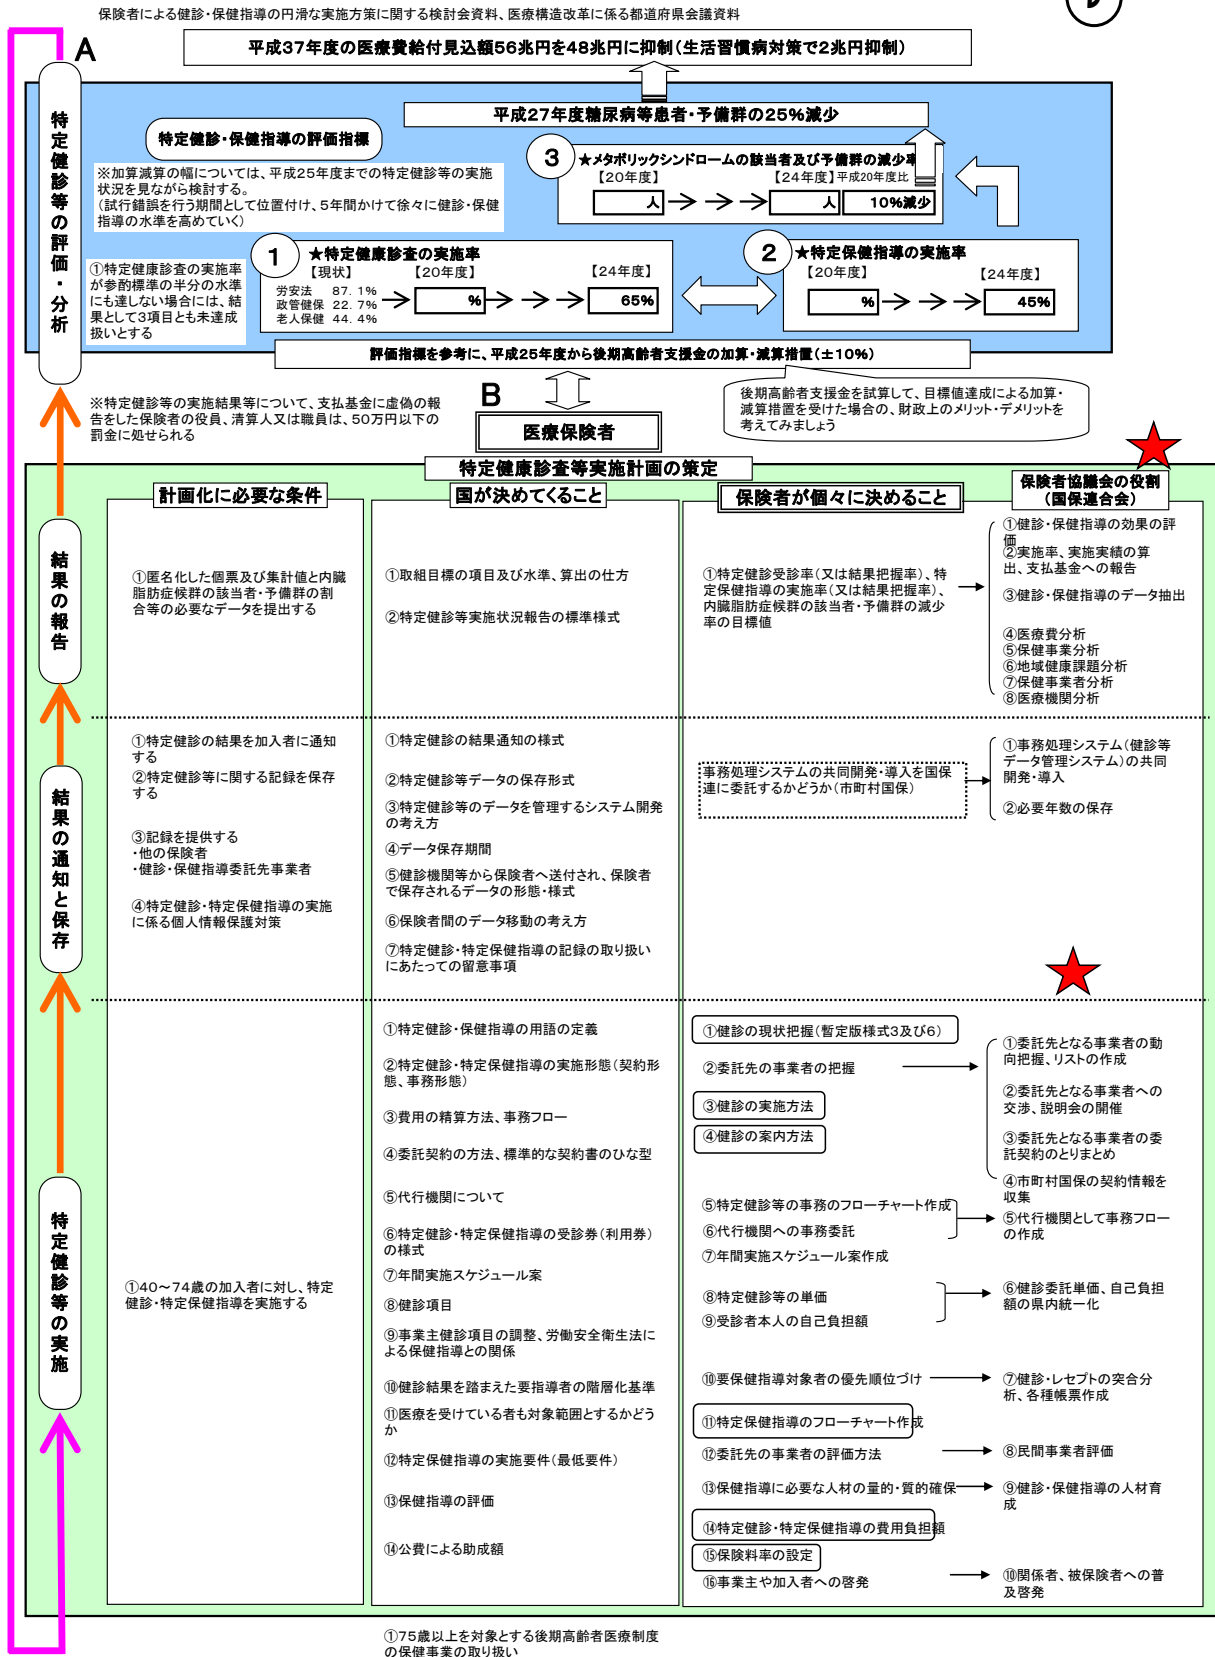 保険者による健診・保健指導の円滑な実施方策に関する検討会資料、医療構造改革に係る都道府県会議資料
A
平成37年度の医療費給付見込額56兆円を48兆円に抑制(生活習慣病対策で2兆円抑制)
平成27年度糖尿病等患者・予備群の25%減少
特定健診等の評価・分析
特定健診・保健指導の評価指標
※加算減算の幅については、平成25年度までの特定健診等の実施
状況を見ながら検討する。
(試行錯誤を行う期間として位置付け、5年間かけて徐々に健診・保健
指導の水準を高めていく)
3
★メタボリックシンドロームの該当者及び予備群の減少率
【20年度】
【24年度】平成20年度比
人
人
10%減少
①特定健康診査の実施率
が参酌標準の半分の水準
にも達しない場合には、結
果として3項目とも未達成
扱いとする
1
★特定健康診査の実施率
【現状】
【20年度】
【24年度】
労安法 87.1%
政管健保 22.7%
老人保健 44.4%
%
65%
2
★特定保健指導の実施率
【20年度】
【24年度】
%
45%
評価指標を参考に、平成25年度から後期高齢者支援金の加算・減算措置(±10%)
※特定健診等の実施結果等について、支払基金に虚偽の報
告をした保険者の役員、清算人又は職員は、50万円以下の
罰金に処せられる
B
医療保険者
後期高齢者支援金を試算して、目標値達成による加算・
減算措置を受けた場合の、財政上のメリット・デメリットを
考えてみましょう
特定健康診査等実施計画の策定
計画化に必要な条件
国が決めてくること
保険者が個々に決めること
保険者協議会の役割
(国保連合会)
結果の報告
①匿名化した個票及び集計値と内臓
脂肪症候群の該当者・予備群の割
合等の必要なデータを提出する
①取組目標の項目及び水準、算出の仕方
②特定健診等実施状況報告の標準様式
①特定健診受診率(又は結果把握率)、特
定保健指導の実施率(又は結果把握率)、
内臓脂肪症候群の該当者・予備群の減少
率の目標値
①健診・保健指導の効果の評
価
②実施率、実施実績の算
出、支払基金への報告
③健診・保健指導のデータ抽出
④医療費分析
⑤保健事業分析
⑥地域健康課題分析
⑦保健事業者分析
⑧医療機関分析
結果の通知と保存
①特定健診の結果を加入者に通知
する
②特定健診等に関する記録を保存
する
③記録を提供する
・他の保険者
・健診・保健指導委託先事業者
④特定健診・特定保健指導の実施
に係る個人情報保護対策
①特定健診の結果通知の様式
②特定健診等データの保存形式
③特定健診等のデータを管理するシステム開発
の考え方
④データ保存期間
⑤健診機関等から保険者へ送付され、保険者
で保存されるデータの形態・様式
⑥保険者間のデータ移動の考え方
⑦特定健診・特定保健指導の記録の取り扱い
にあたっての留意事項
事務処理システムの共同開発・導入を国保
連に委託するかどうか(市町村国保)
①事務処理システム(健診等
データ管理システム)の共同
開発・導入
②必要年数の保存
特定健診等の実施
①40～74歳の加入者に対し、特定
健診・特定保健指導を実施する
①特定健診・保健指導の用語の定義
②特定健診・特定保健指導の実施形態(契約形
態、事務形態)
③費用の精算方法、事務フロー
④委託契約の方法、標準的な契約書のひな型
⑤代行機関について
⑥特定健診・特定保健指導の受診券(利用券)
の様式
⑦年間実施スケジュール案
⑧健診項目
⑨事業主健診項目の調整、労働安全衛生法に
よる保健指導との関係
⑩健診結果を踏まえた要指導者の階層化基準
⑪医療を受けている者も対象範囲とするかどう
か
⑫特定保健指導の実施要件(最低要件)
⑬保健指導の評価
⑭公費による助成額
①健診の現状把握(暫定版様式3及び6)
②委託先の事業者の把握
③健診の実施方法
④健診の案内方法
⑤特定健診等の事務のフローチャート作成
⑥代行機関への事務委託
⑦年間実施スケジュール案作成
⑧特定健診等の単価
⑨受診者本人の自己負担額
⑩要保健指導対象者の優先順位づけ
⑪特定保健指導のフローチャート作成
⑫委託先の事業者の評価方法
⑬保健指導に必要な人材の量的・質的確保
⑭特定健診・特定保健指導の費用負担額
⑮保険料率の設定
⑯事業主や加入者への啓発
①委託先となる事業者の動
向把握、リストの作成
②委託先となる事業者への
交渉、説明会の開催
③委託先となる事業者の委
託契約のとりまとめ
④市町村国保の契約情報を
収集
⑤代行機関として事務フロー
の作成
⑥健診委託単価、自己負担
額の県内統一化
⑦健診・レセプトの突合分
析、各種帳票作成
⑧民間事業者評価
⑨健診・保健指導の人材育
成
⑩関係者、被保険者への普
及啓発
①75歳以上を対象とする後期高齢者医療制度
の保健事業の取り扱い